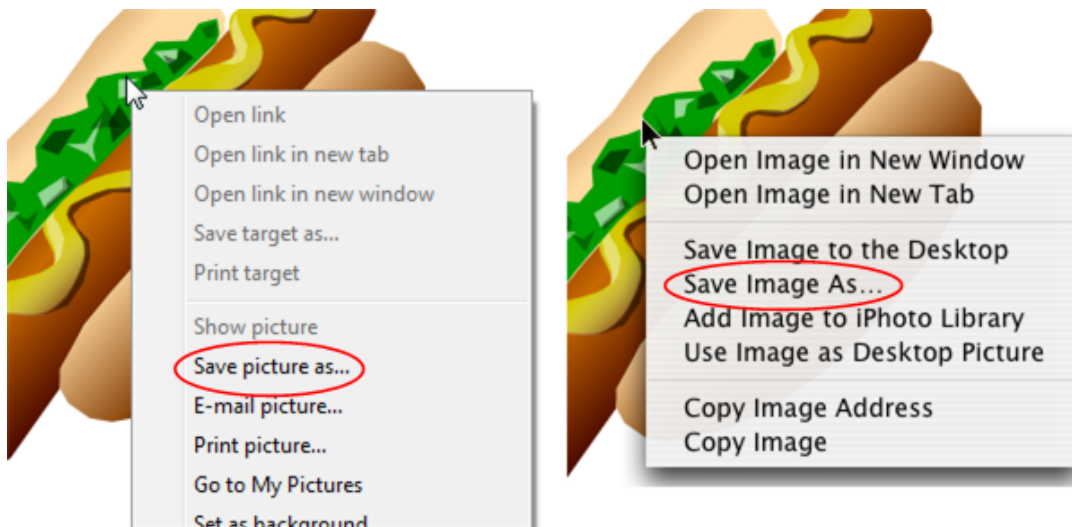 Open link
Open link in new tab
Open link in new window
Save target as...
Print target
Show picture
Save picture as...
E-mail picture...
Print picture...
Go to My Pictures
Set as background
Open Image in New Window
Open Image in New Tab
Save Image to the Desktop
Save Image As...
Add Image to iPhoto Library
Use Image as Desktop Picture
Copy Image Address
Copy Image